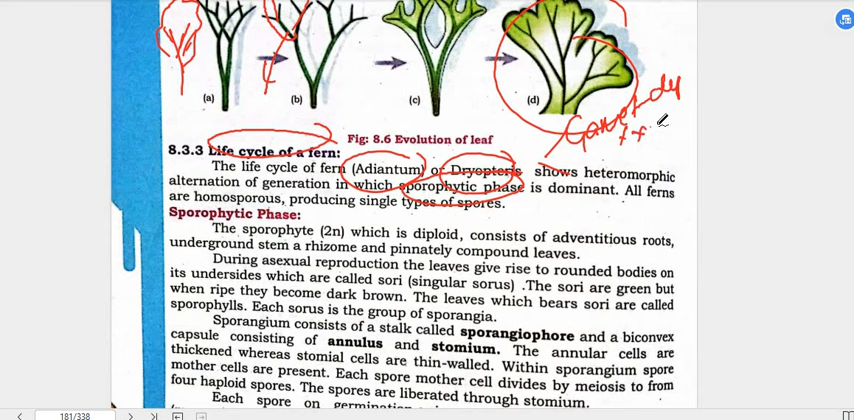 (a)
(b)
(c)
(d)
Fig: 8.6 Evolution of leaf
8.3.3 Life cycle of a fern:
The life cycle of fern (Adiantum) or Dryopteris shows heteromorphic
alternation of generation in which sporophytic phase is dominant. All ferns
are homosporous, producing single types of spores.
Sporophytic Phase:
The sporophyte (2n) which is diploid, consists of adventitious roots,
underground stem a rhizome and pinnately compound leaves.
During asexual reproduction the leaves give rise to rounded bodies on
its undersides which are called sori (singular sorus) .The sori are green but
when ripe they become dark brown. The leaves which bears sori are called
sporophylls. Each sorus is the group of sporangia.
Sporangium consists of a stalk called sporangiophore and a biconvex
capsule consisting of annulus and stomium. The annular cells are
thickened whereas stomial cells are thin-walled. Within sporangium spore
mother cells are present. Each spore mother cell divides by meiosis to from
four haploid spores. The spores are liberated through stomium.
Each spore on germination
181/338